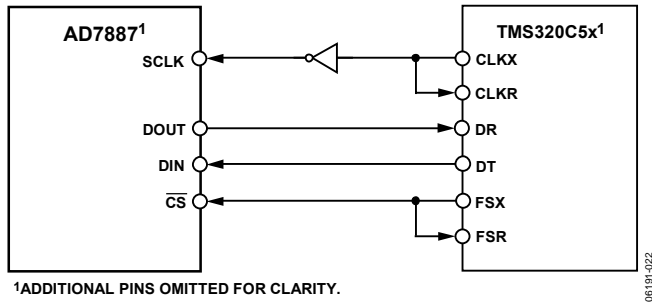 AD7887¹
TMS320C5x¹
SCLK
CLKX
CLKR
DOUT
DR
DIN
DT
CS
FSX
FSR
¹ADDITIONAL PINS OMITTED FOR CLARITY.
06191-022